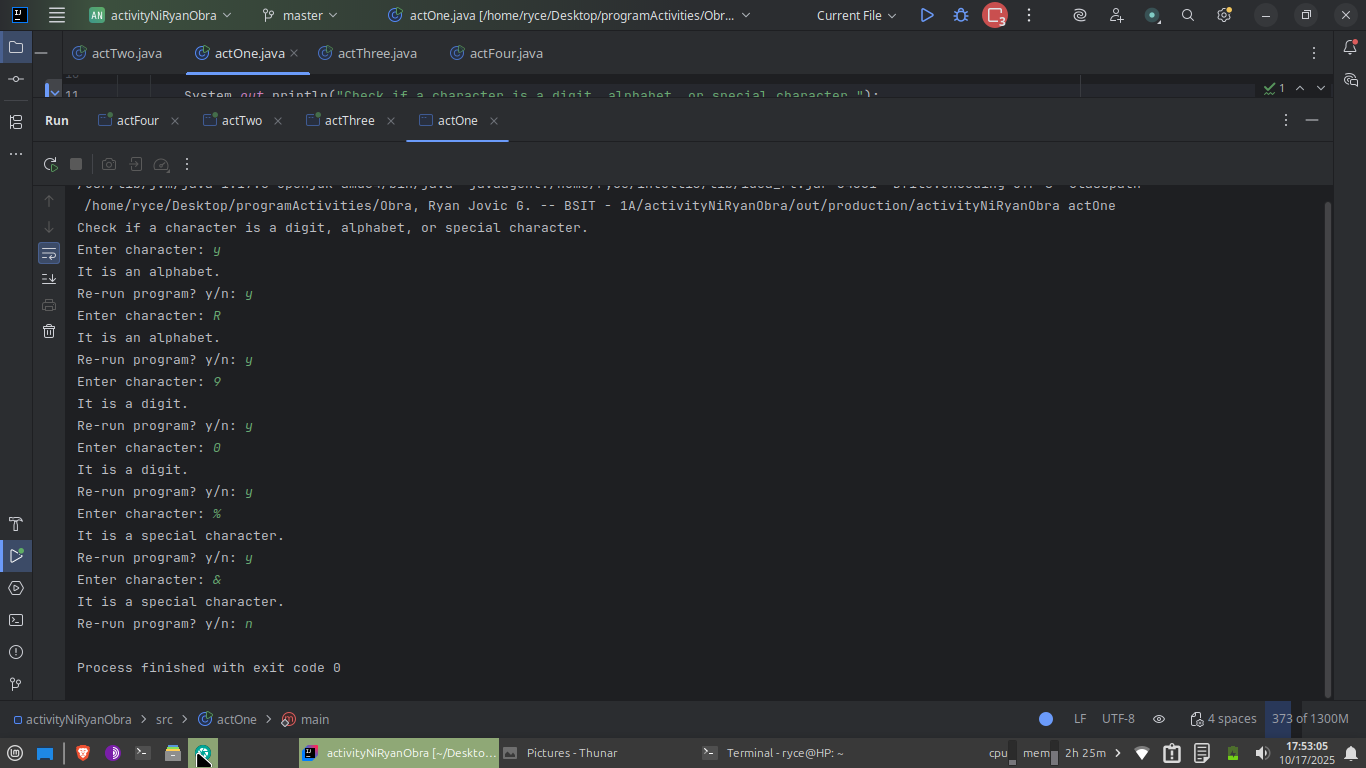 activityNiRyanObra master actOne.java [/home/ryce/Desktop/programActivities/Obr... Current File 3
actTwo.java actOne.java actThree.java actFour.java
11 System.out.println("Check if a character is a digit, alphabet, or special character."); 1
Run actFour actTwo actThree actOne
/home/ryce/Desktop/programActivities/Obra, Ryan Jovic G. -- BSIT - 1A/activityNiRyanObra/out/production/activityNiRyanObra actOne
Check if a character is a digit, alphabet, or special character.
Enter character: y
It is an alphabet.
Re-run program? y/n: y
Enter character: R
It is an alphabet.
Re-run program? y/n: y
Enter character: 9
It is a digit.
Re-run program? y/n: y
Enter character: 0
It is a digit.
Re-run program? y/n: y
Enter character: %
It is a special character.
Re-run program? y/n: y
Enter character: &
It is a special character.
Re-run program? y/n: n
Process finished with exit code 0
activityNiRyanObra src actOne main LF UTF-8 4 spaces 373 of 1300M
activityNiRyanObra [~/Deskto... Pictures - Thunar Terminal - ryce@HP: ~ cpu mem 2h 25m 17:53:05
10/17/2025